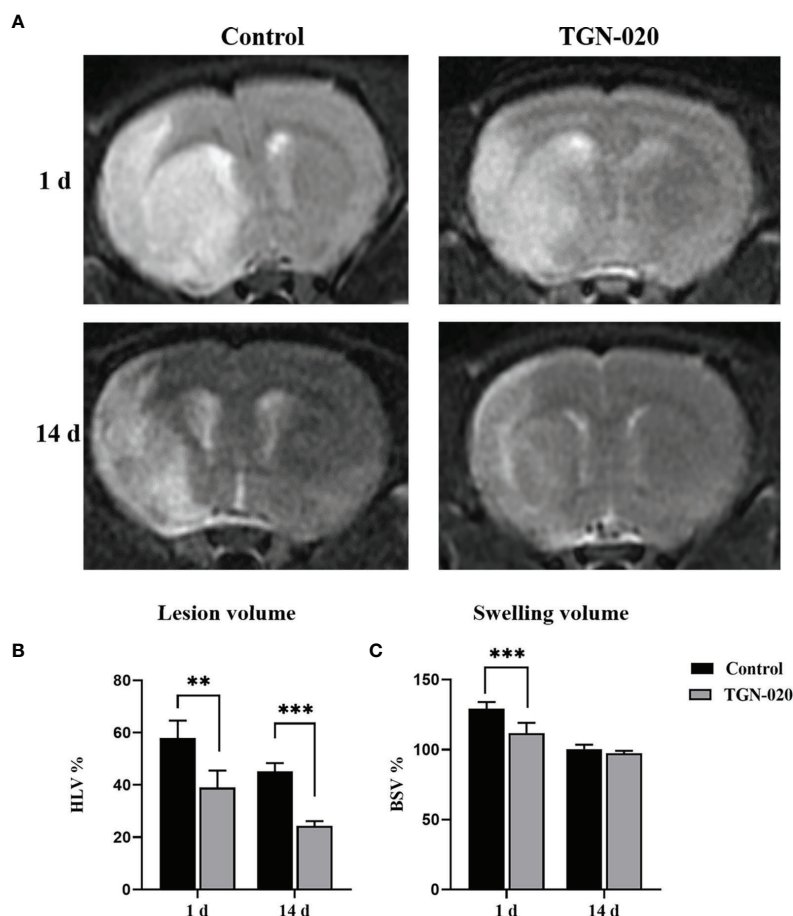 A
Control TGN-020
1 d
14 d
Lesion volume Swelling volume
B
HLV %
80
60
40
20
0
**
***
1 d 14 d
C
BSV %
150
100
50
0
***
1 d 14 d
Control
TGN-020